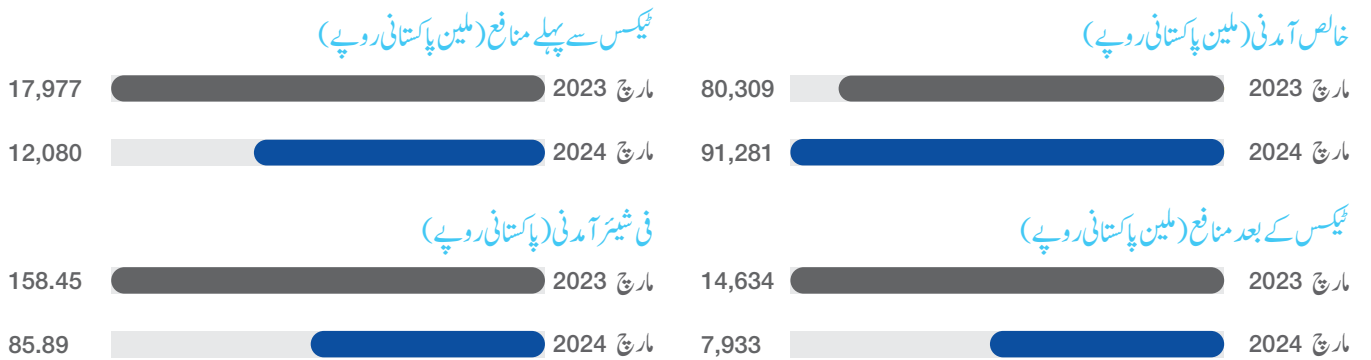 خالص آمدنی (ملین پاکستانی روپے)
مارچ 2023 80,309
مارچ 2024 91,281
ٹیکس سے پہلے منافع (ملین پاکستانی روپے)
مارچ 2023 17,977
مارچ 2024 12,080
ٹیکس کے بعد منافع (ملین پاکستانی روپے)
مارچ 2023 14,634
مارچ 2024 7,933
فی شیئر آمدنی (پاکستانی روپے)
مارچ 2023 158.45
مارچ 2024 85.89